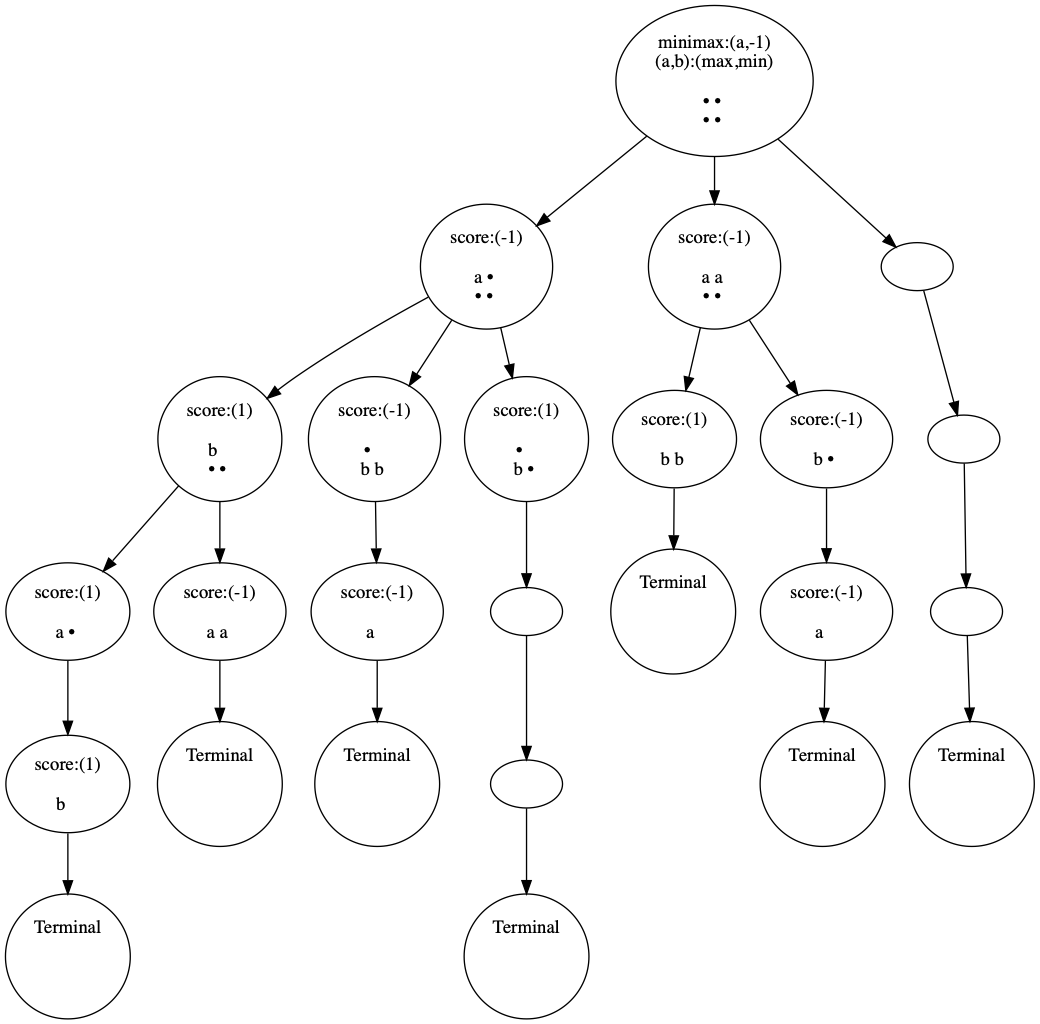 minimax:(a,-1)
(a,b):(max,min)
• •
• •
score:(-1)
a •
• •
score:(-1)
a a
• •
score:(1)
b
• •
score:(-1)
•
b b
score:(1)
•
b •
score:(1)
b b
score:(-1)
b •
score:(1)
a •
score:(-1)
a a
score:(-1)
a
Terminal
score:(-1)
a
score:(1)
b
Terminal
Terminal
Terminal
Terminal
Terminal
Terminal